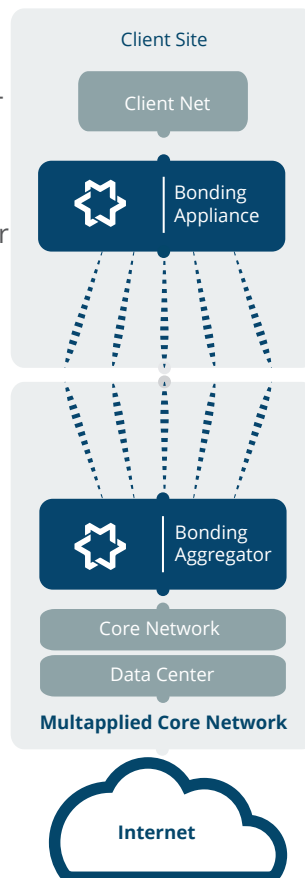 Client Site
Client Net
Bonding
Appliance
Bonding
Aggregator
Core Network
Data Center
Multapplied Core Network
Internet